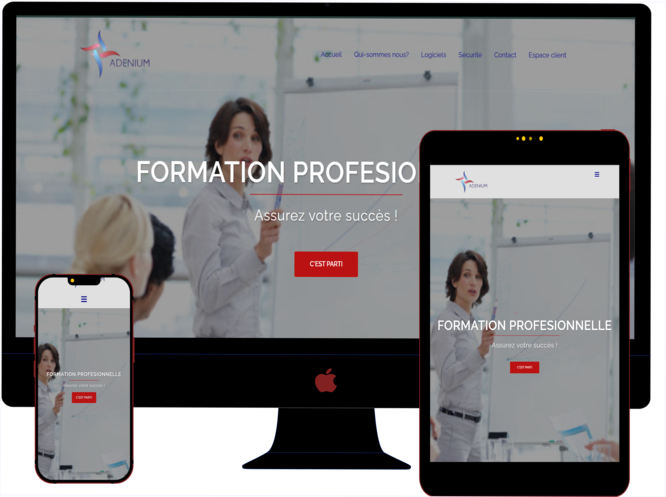 ADENIUM
Accueil Qui-sommes nous? Logiciels Sécurité Contact Espace client
FORMATION PROFESIO
Assurez votre succès !
C'EST PARTI
ADENIUM
FORMATION PROFESIONNELLE
Assurez votre succès !
C'EST PARTI
FORMATION PROFESIONNELLE
Assurez votre succès !
C'EST PARTI